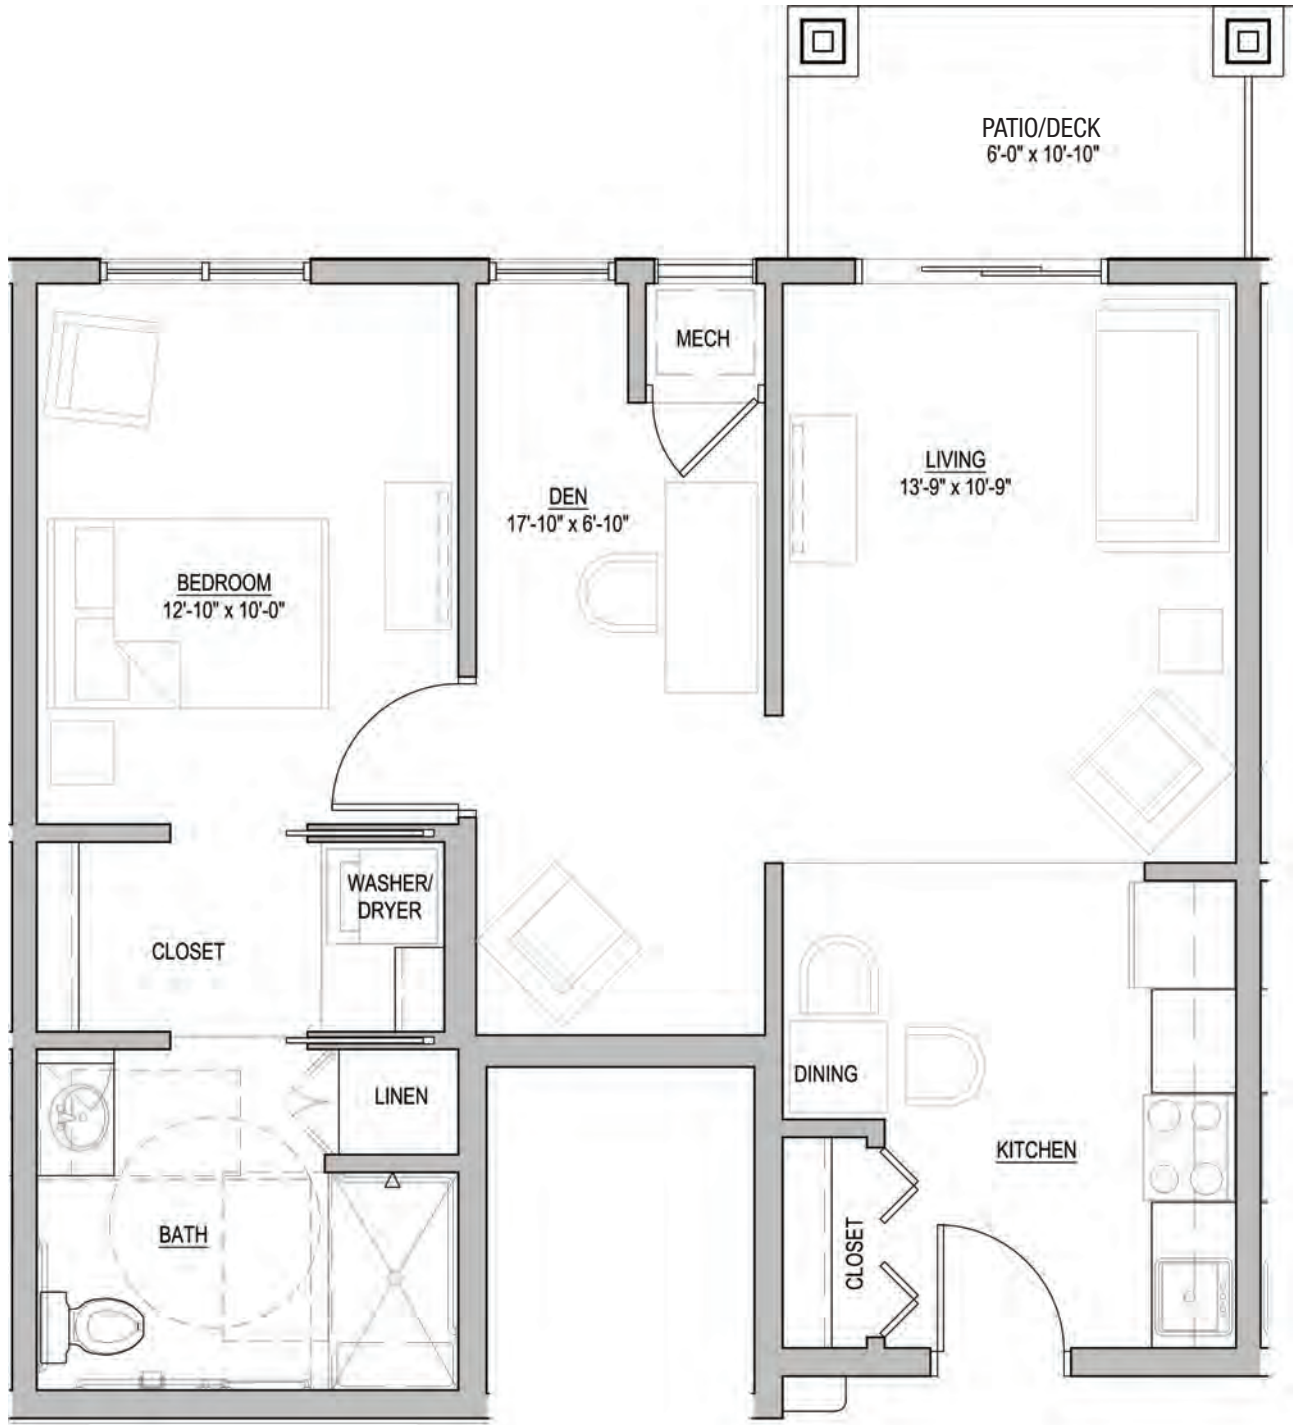 PATIO/DECK
6'-0" x 10'-10"
MECH
LIVING
13'-9" x 10'-9"
DEN
17'-10" x 6'-10"
BEDROOM
12'-10" x 10'-0"
WASHER/
DRYER
CLOSET
DINING
LINEN
KITCHEN
BATH
CLOSET